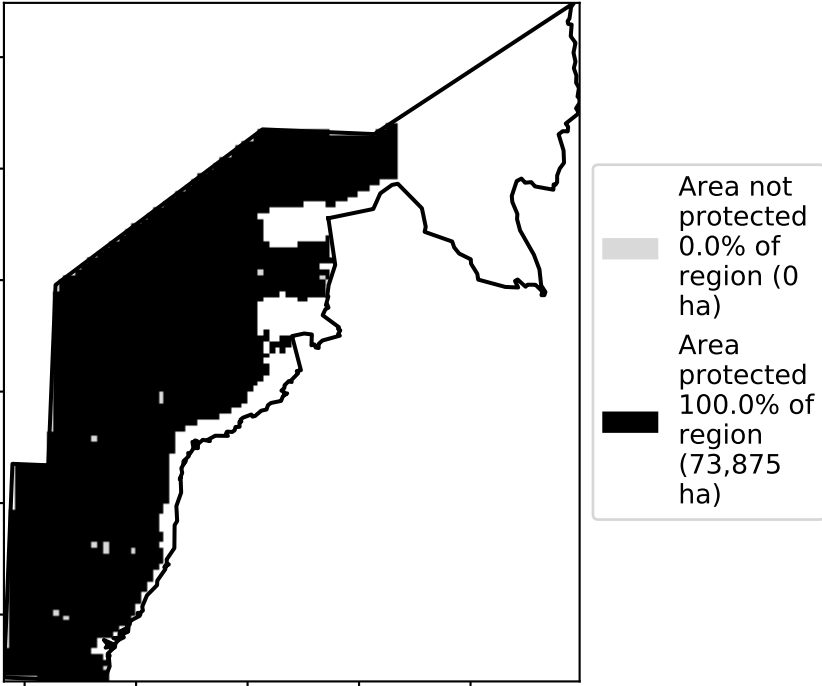 Area not
protected
0.0% of
region (0
ha)
Area
protected
100.0% of
region
(73,875
ha)